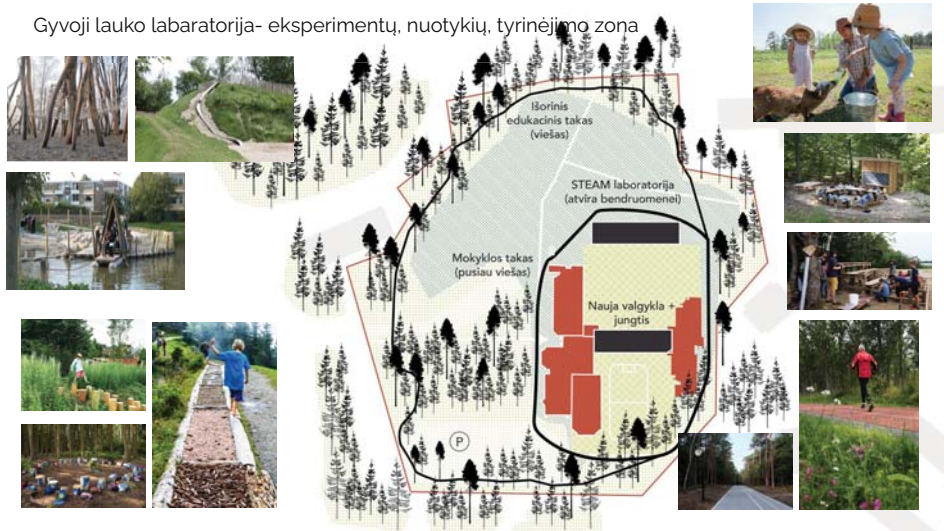 Gyvoji lauko labaratorija- eksperimentų, nuotykių, tyrinėjimo zona
Išorinis
edukacinis takas
(viešas)
STEAM laboratorija
(atvira bendruomenei)
Mokyklos takas
(pusiau viešas)
Nauja valgykla +
jungtis
P